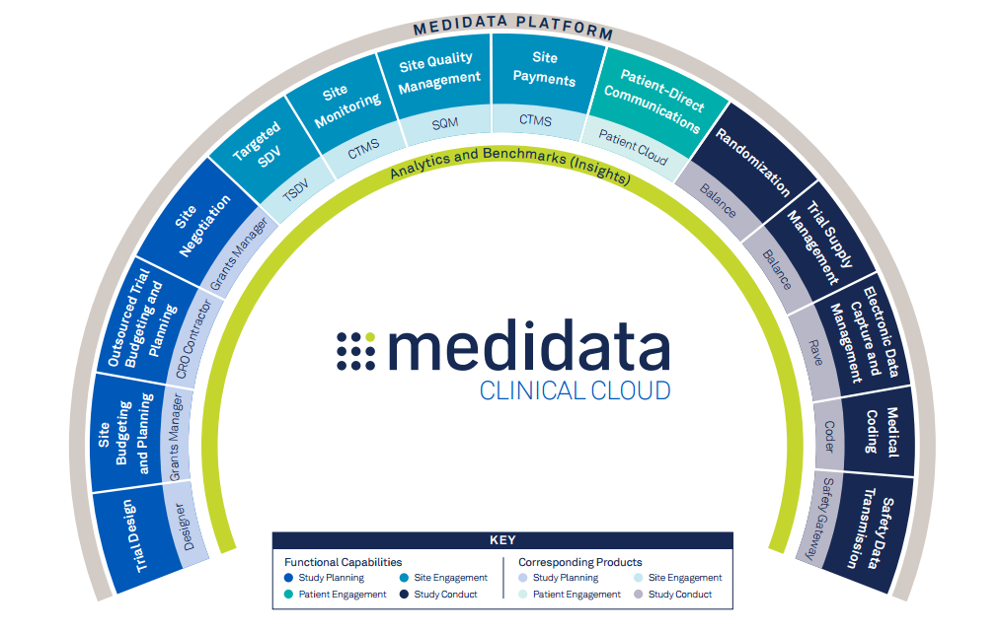 MEDIDATA PLATFORM
Trial Design
Designer
Site
Budgeting
and Planning
Grants Manager
Outsourced Trial
Budgeting and
Planning
CRO Contractor
Site
Negotiation
Grants Manager
Targeted
SDV
TSDV
Site
Monitoring
CTMS
Site Quality
Management
SQM
Site
Payments
CTMS
Patient-Direct
Communications
Patient Cloud
Randomization
Balance
Trial Supply
Management
Balance
Electronic Data
Capture and
Management
Rave
Medical
Coding
Coder
Safety Data
Transmission
Safety Gateway
Analytics and Benchmarks (Insights)
medidata
CLINICAL CLOUD
KEY
Functional Capabilities
Study Planning
Site Engagement
Patient Engagement
Study Conduct
Corresponding Products
Study Planning
Site Engagement
Patient Engagement
Study Conduct